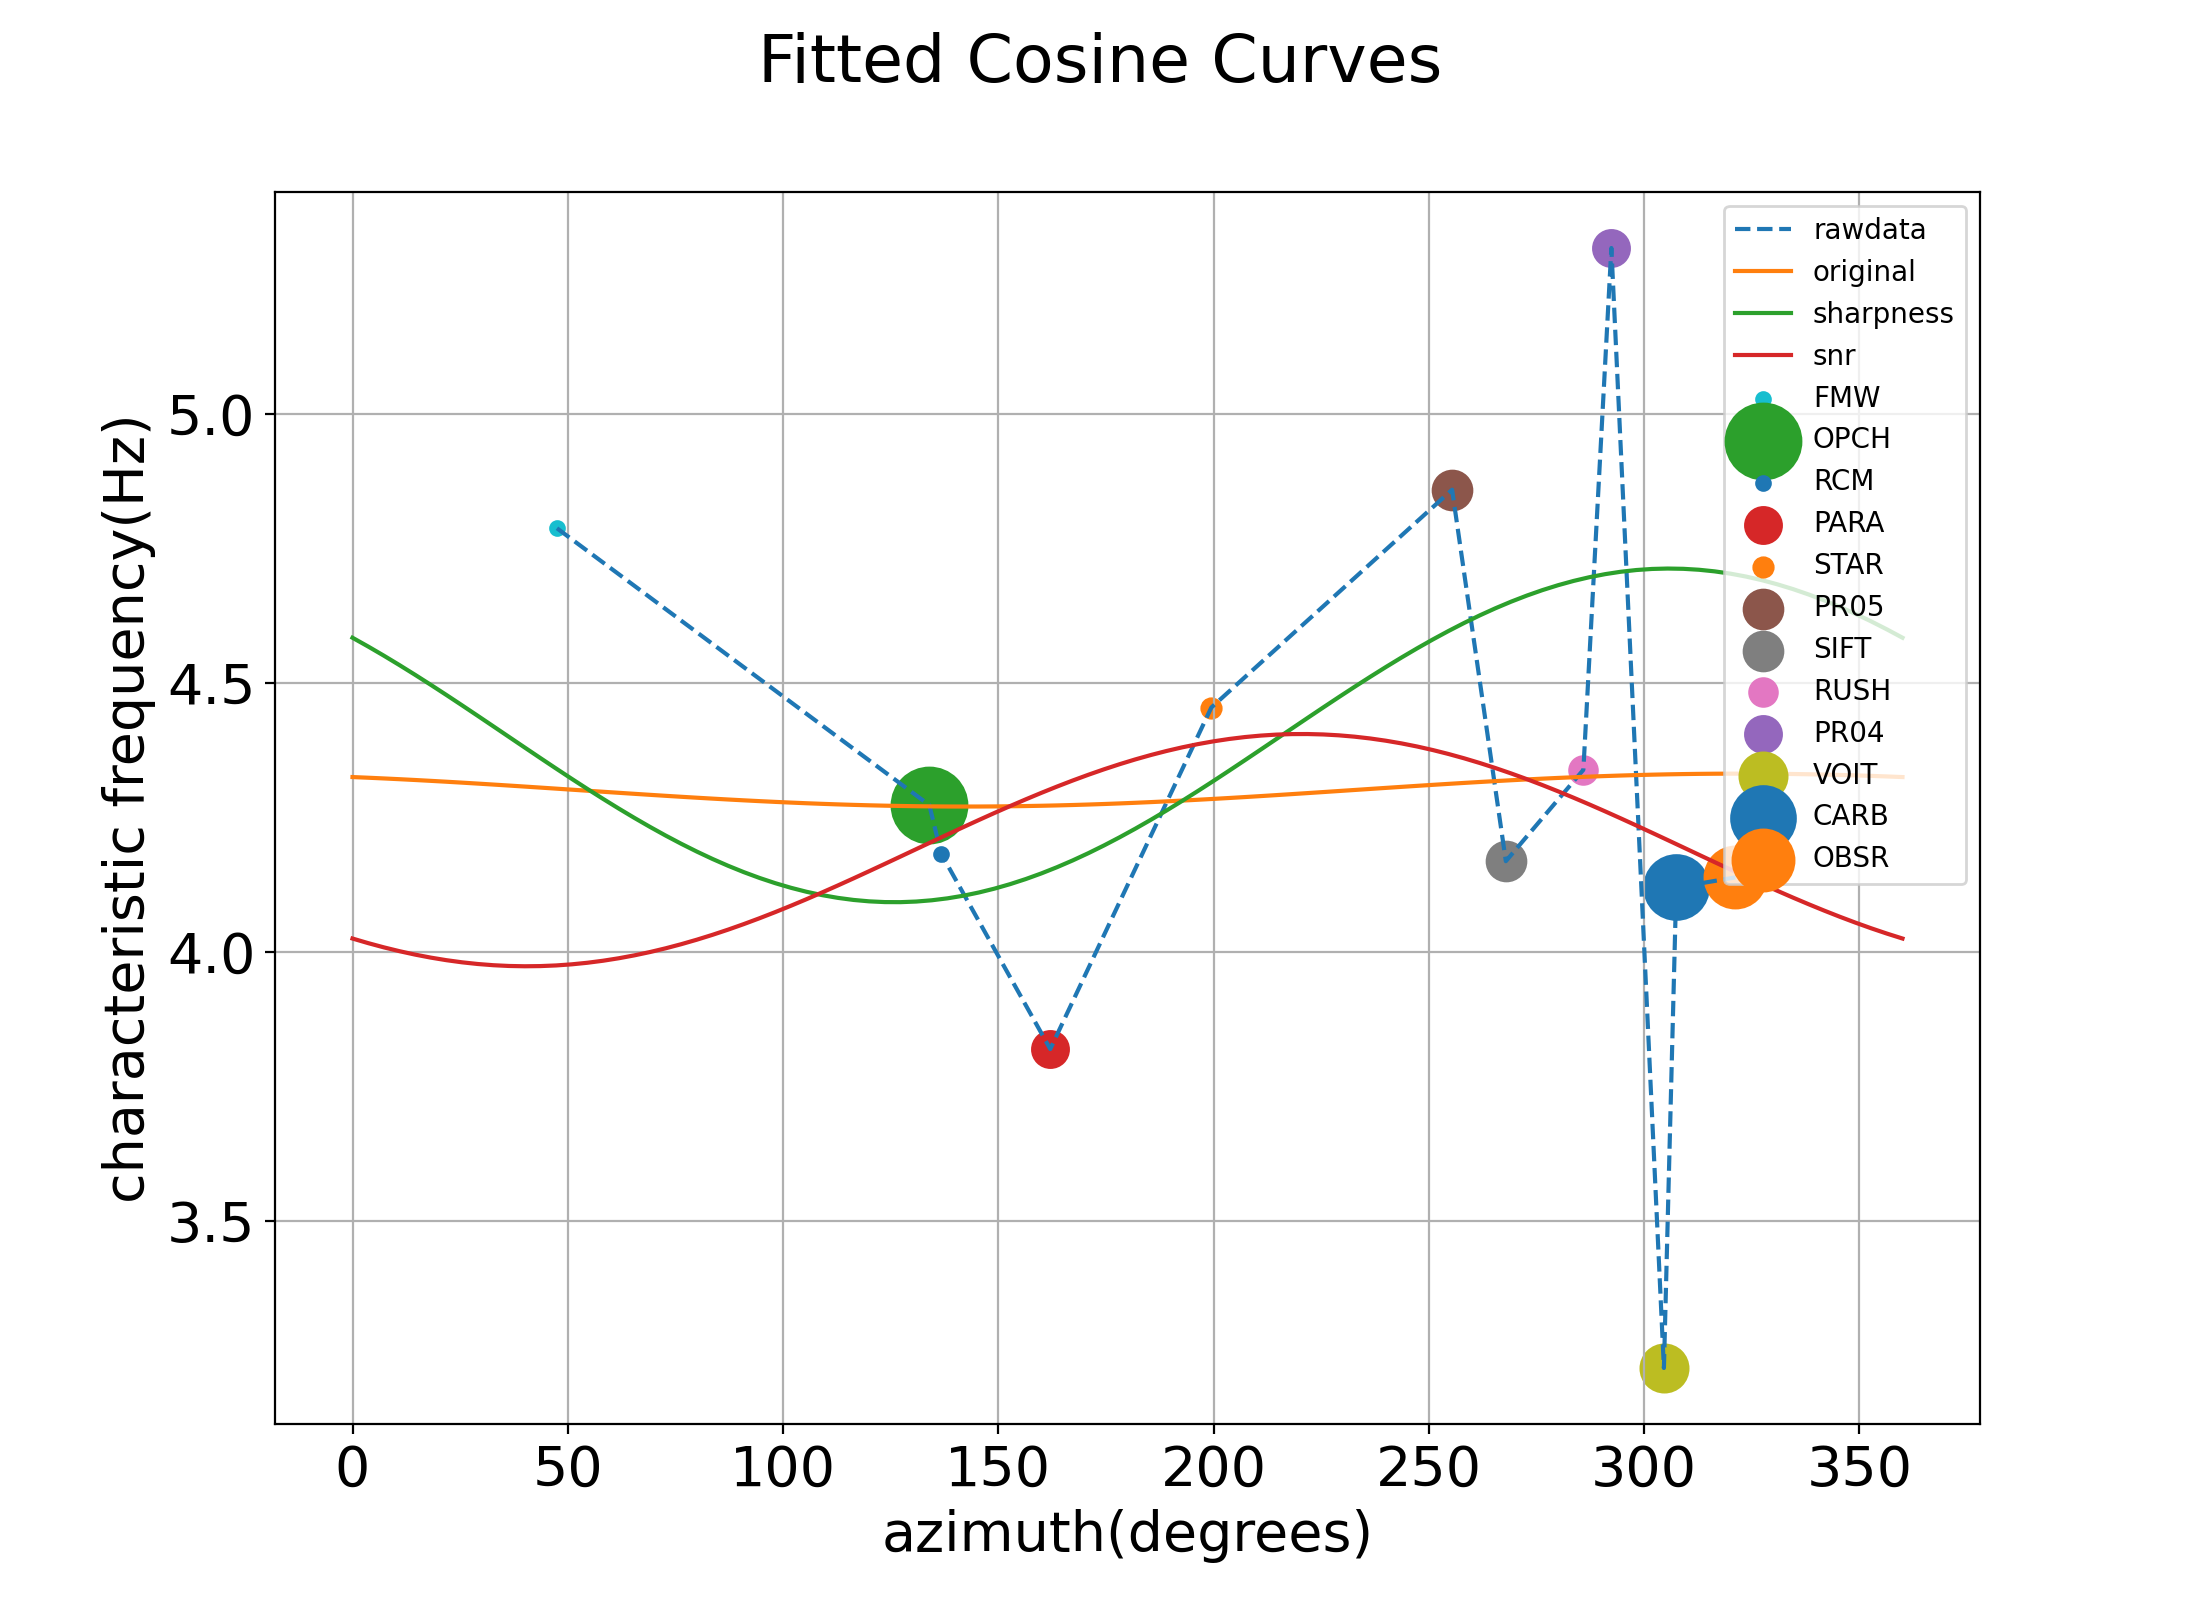 Fitted Cosine Curves
characteristic frequency(Hz)
5.0
4.5
4.0
3.5
rawdata
original
sharpness
snr
FMW
OPCH
RCM
PARA
STAR
PR05
SIFT
RUSH
PR04
VOIT
CARB
OBSR
0 50 100 150 200 250 300 350
azimuth(degrees)